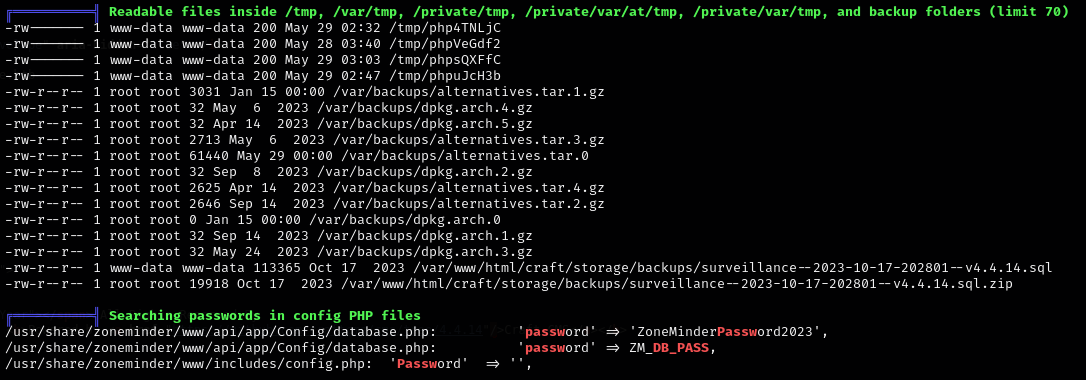 Readable files inside /tmp, /var/tmp, /private/tmp, /private/var/at/tmp, /private/var/tmp, and backup folders (limit 70)
-rw------- 1 www-data www-data 200 May 29 02:32 /tmp/php4TNLjC
-rw------- 1 www-data www-data 200 May 28 03:40 /tmp/phpVeGdf2
-rw------- 1 www-data www-data 200 May 29 03:03 /tmp/phpsQXFfC
-rw------- 1 www-data www-data 200 May 29 02:47 /tmp/phpuJcH3b
-rw-r--r-- 1 root root 3031 Jan 15 00:00 /var/backups/alternatives.tar.1.gz
-rw-r--r-- 1 root root 32 May  6  2023 /var/backups/dpkg.arch.4.gz
-rw-r--r-- 1 root root 32 Apr 14  2023 /var/backups/dpkg.arch.5.gz
-rw-r--r-- 1 root root 2713 May  6  2023 /var/backups/alternatives.tar.3.gz
-rw-r--r-- 1 root root 61440 May 29 00:00 /var/backups/alternatives.tar.0
-rw-r--r-- 1 root root 32 Sep  8  2023 /var/backups/dpkg.arch.2.gz
-rw-r--r-- 1 root root 2625 Apr 14  2023 /var/backups/alternatives.tar.4.gz
-rw-r--r-- 1 root root 2646 Sep 14  2023 /var/backups/alternatives.tar.2.gz
-rw-r--r-- 1 root root 0 Jan 15 00:00 /var/backups/dpkg.arch.0
-rw-r--r-- 1 root root 32 Sep 14  2023 /var/backups/dpkg.arch.1.gz
-rw-r--r-- 1 root root 32 May 24  2023 /var/backups/dpkg.arch.3.gz
-rw-r--r-- 1 www-data www-data 113365 Oct 17  2023 /var/www/html/craft/storage/backups/surveillance--2023-10-17-202801--v4.4.14.sql
-rw-r--r-- 1 root root 19918 Oct 17  2023 /var/www/html/craft/storage/backups/surveillance--2023-10-17-202801--v4.4.14.sql.zip
Searching passwords in config PHP files
/usr/share/zoneminder/www/api/app/Config/database.php:          'password' => 'ZoneMinderPassword2023',
/usr/share/zoneminder/www/api/app/Config/database.php:          'password' => ZM_DB_PASS,
/usr/share/zoneminder/www/includes/config.php:  'Password'  => '',